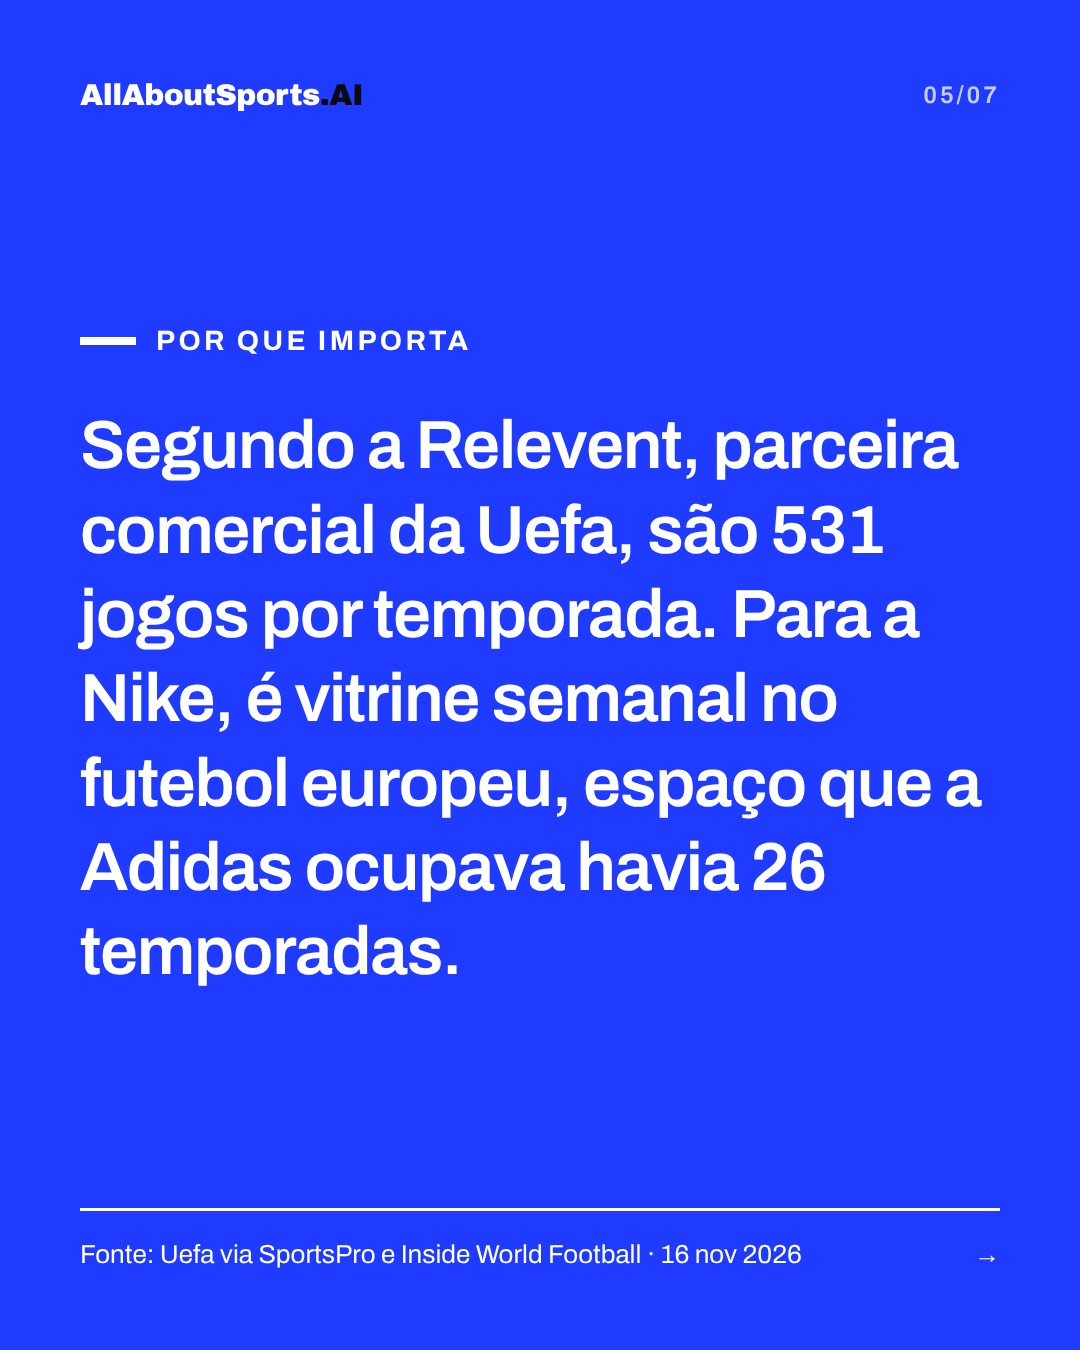 AllAboutSports.AI
05/07
POR QUE IMPORTA
Segundo a Relevent, parceira
comercial da Uefa, são 531
jogos por temporada. Para a
Nike, é vitrine semanal no
futebol europeu, espaço que a
Adidas ocupava havia 26
temporadas.
Fonte: Uefa via SportsPro e Inside World Football · 16 nov 2026 →